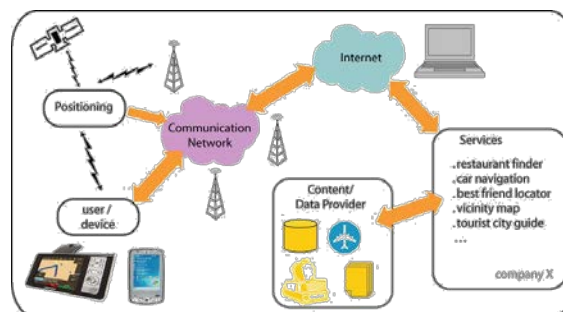 Internet
Positioning
Communication
Network
user /
device
Content/
Data Provider
Services
.restaurant finder
.car navigation
.best friend locator
.vicinity map
.tourist city guide
...
company X